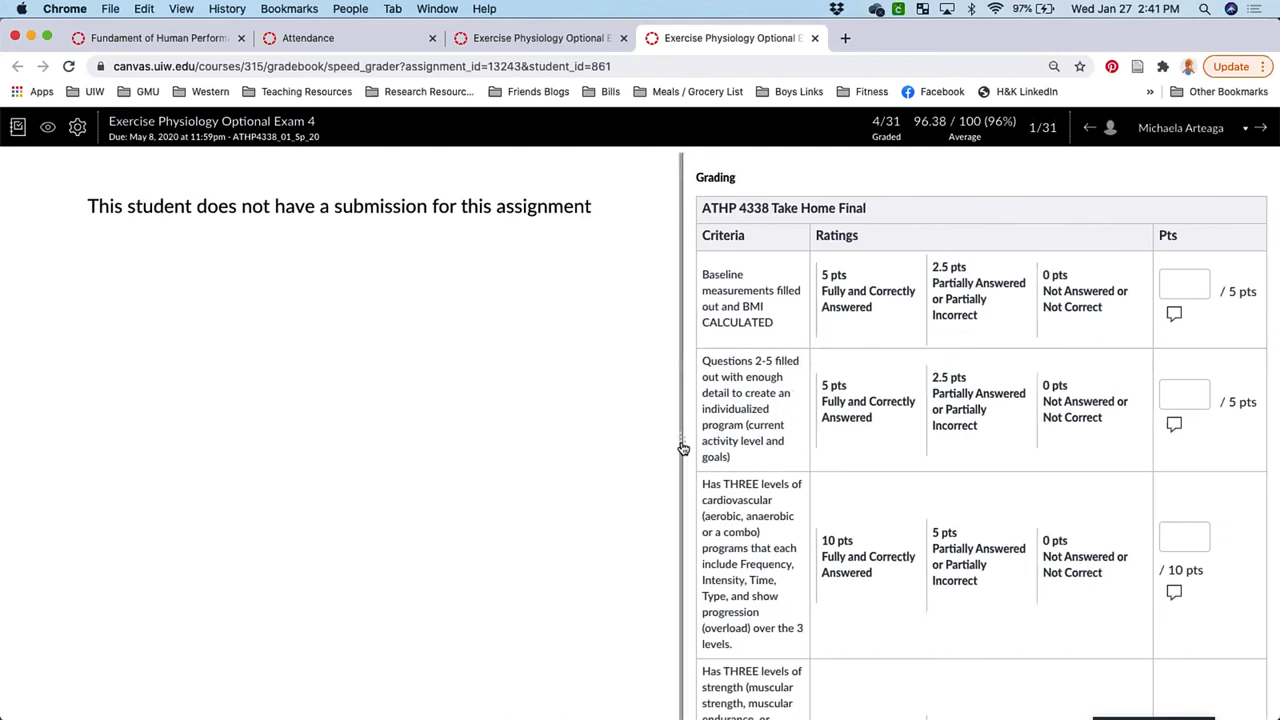 Chrome File Edit View History Bookmarks People Tab Window Help 97% Wed Jan 27 2:41 PM
Fundament of Human Perform Attendance Exercise Physiology Optional E Exercise Physiology Optional E
canvas.uiw.edu/courses/315/gradebook/speed_grader?assignment_id=13243&student_id=861 Update
Apps UIW GMU Western Teaching Resources Research Resourc... Friends Blogs Bills Meals / Grocery List Boys Links Fitness Facebook H&K LinkedIn » Other Bookmarks
Exercise Physiology Optional Exam 4
Due: May 8, 2020 at 11:59pm - ATHP4338_01_Sp_20
4/31
Graded
96.38 / 100 (96%)
Average
1/31
Michaela Arteaga
This student does not have a submission for this assignment
Grading
ATHP 4338 Take Home Final
Criteria Ratings Pts
Baseline
measurements filled
out and BMI
CALCULATED
5 pts
Fully and Correctly
Answered
2.5 pts
Partially Answered
or Partially
Incorrect
0 pts
Not Answered or
Not Correct
/ 5 pts
Questions 2-5 filled
out with enough
detail to create an
individualized
program (current
activity level and
goals)
5 pts
Fully and Correctly
Answered
2.5 pts
Partially Answered
or Partially
Incorrect
0 pts
Not Answered or
Not Correct
/ 5 pts
Has THREE levels of
cardiovascular
(aerobic, anaerobic
or a combo)
programs that each
include Frequency,
Intensity, Time,
Type, and show
progression
(overload) over the 3
levels.
10 pts
Fully and Correctly
Answered
5 pts
Partially Answered
or Partially
Incorrect
0 pts
Not Answered or
Not Correct
/ 10 pts
Has THREE levels of
strength (muscular
strength, muscular
endurance, or